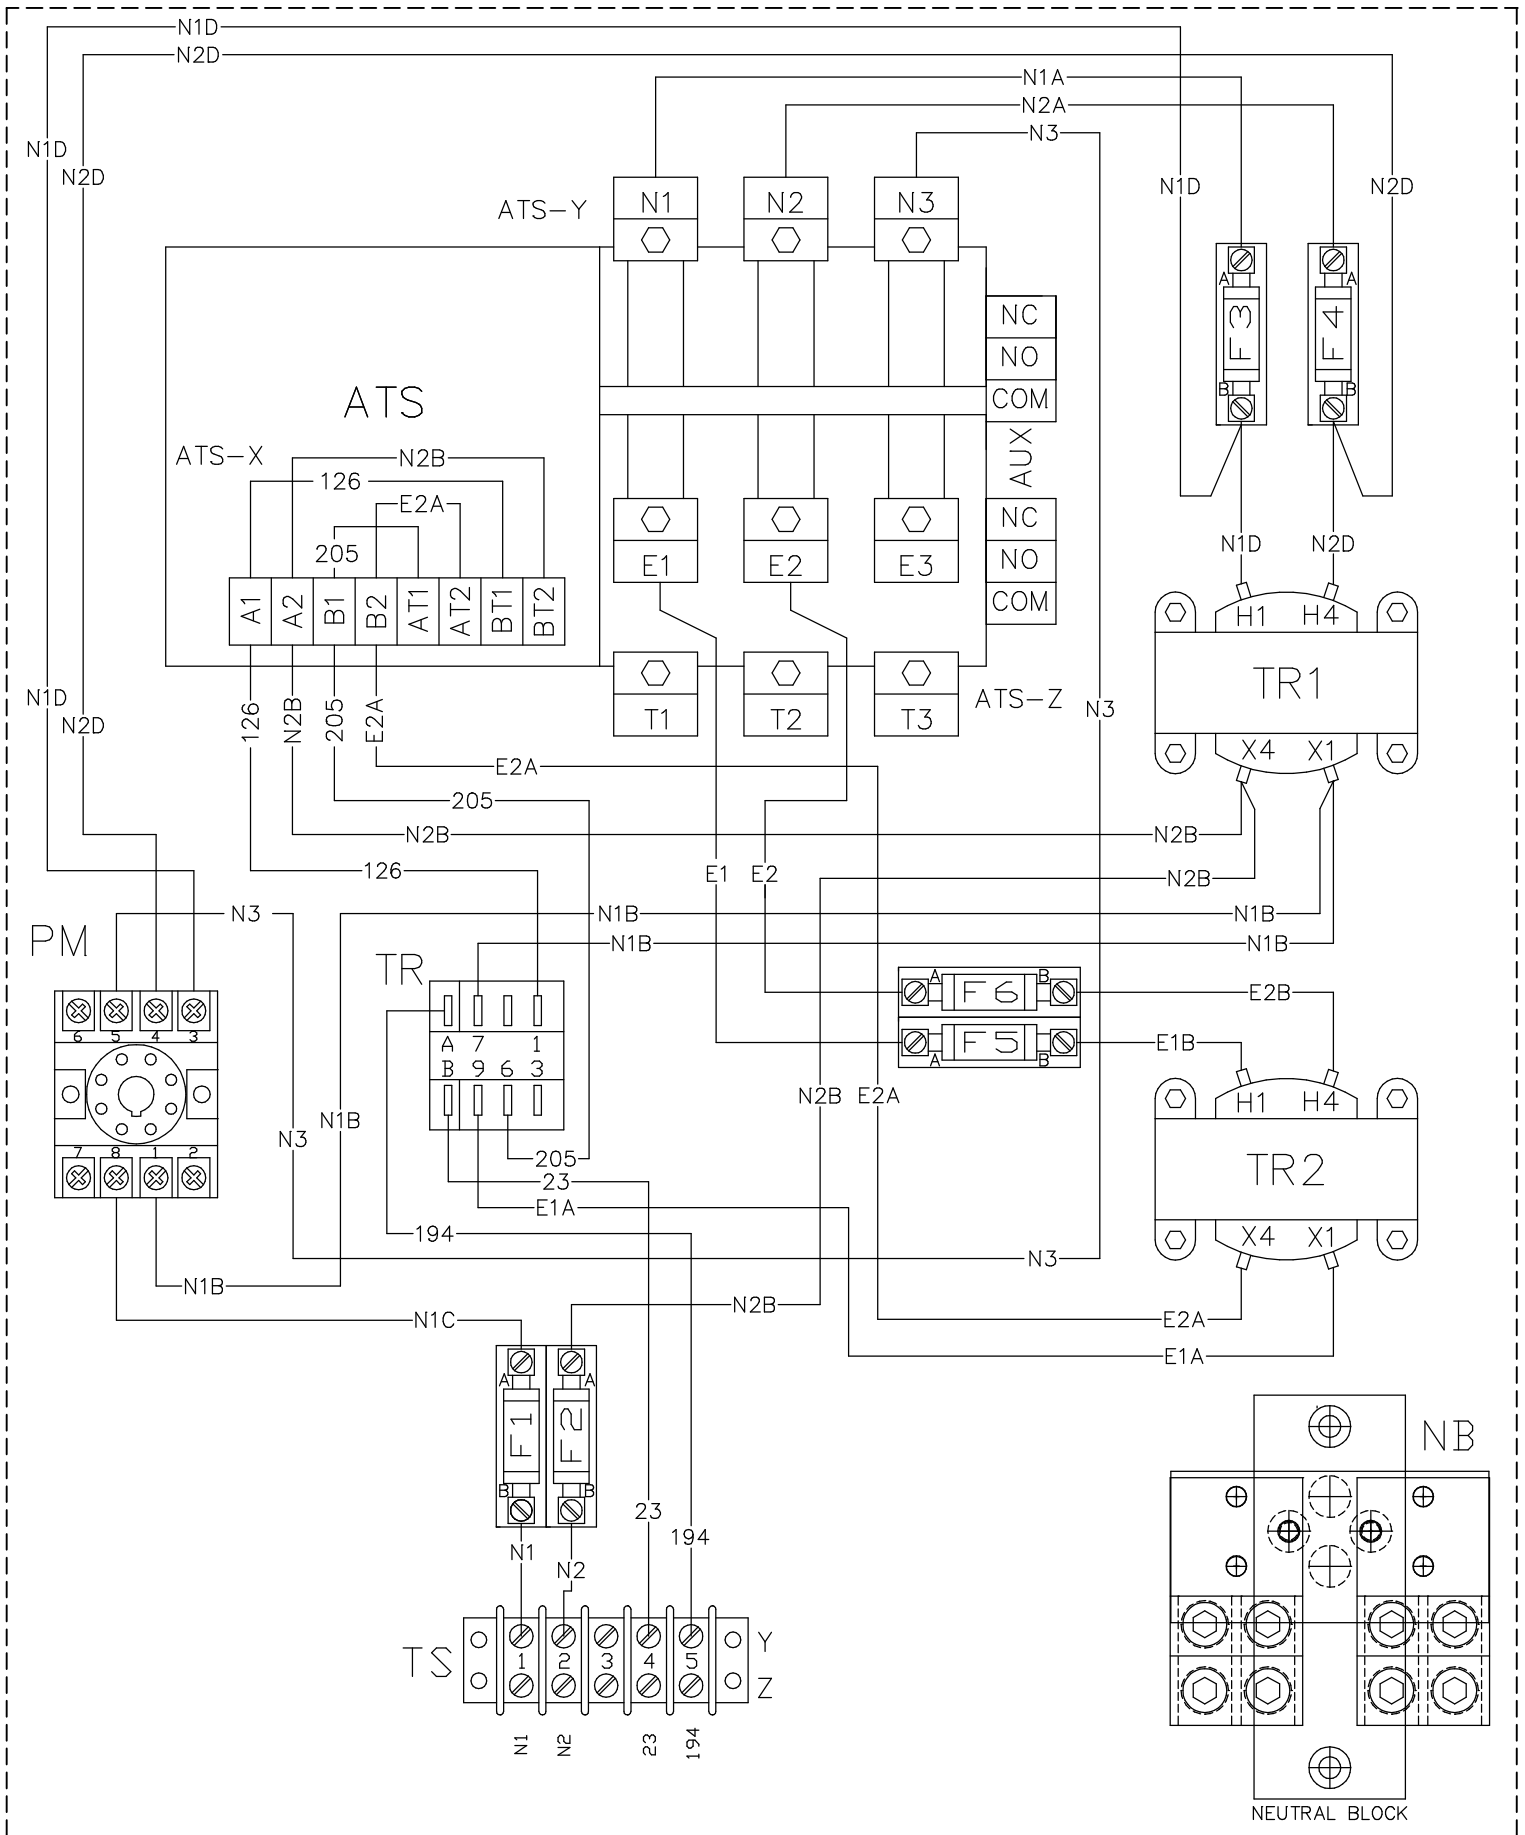 N1D
N2D
N1A
N2A
N3
N1D
N2D
N1D
N2D
ATS-Y
N1
N2
N3
A
A
F3
F4
B
B
NC
NO
COM
ATS
ATS-X
AUX
N2B
126
E2A
205
NC
NO
COM
E1
E2
E3
A1
A2
B1
B2
AT1
AT2
BT1
BT2
N1D
N2D
H1
H4
TR1
X4
X1
N1D
N2D
126
N2B
205
E2A
T1
T2
T3
ATS-Z
N3
E2A
205
N2B
N2B
126
E1
E2
N2B
N3
N1B
N1B
N1B
N1B
PM
TR
6
5
4
3
A
7
1
B
9
6
3
A
F6
B
A
F5
B
E2B
E1B
N2B
E2A
H1
H4
TR2
X4
X1
N1B
N3
7
8
1
2
205
23
E1A
194
N3
N1B
N2B
N1C
E2A
E1A
A
A
F1
F2
B
B
NB
23
194
N1
N2
TS
1
2
3
4
5
Y
Z
N1
N2
23
194
NEUTRAL BLOCK